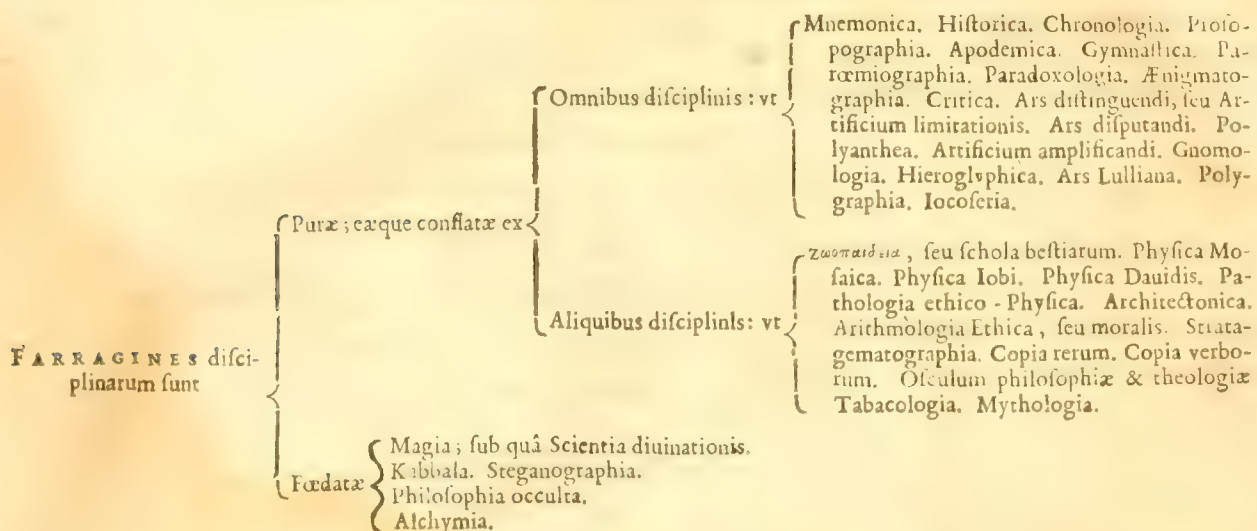 Mnemonica. Hiſtorica. Chronologia. Proſo-
pographia. Apodemica. Gymnaſtica. Pa-
rœmiographia. Paradoxologia. Ænigmato-
Omnibus diſciplinis : vt
graphia. Critica. Ars diſtinguendi, ſeu Ar-
tificium limitationis. Ars diſputandi. Po-
lyanthea. Artificium amplificandi. Gnomo-
logia. Hieroglyphica. Ars Lulliana. Poly-
graphia. Iocoſeria.
Puræ ; eæque conflatæ ex
ζωοπαιδεια, ſeu ſchola beſtiarum. Phyſica Mo-
ſaica. Phyſica Iobi. Phyſica Dauidis. Pa-
thologia ethico - Phyſica. Architectonica.
Aliquibus diſciplinis: vt
Arithmologia Ethica, ſeu moralis. Strata-
gematographia. Copia rerum. Copia verbo-
rum. Oſculum philoſophiæ & theologiæ
Tabacologia. Mythologia.
FARRAGINES diſci-
plinarum ſunt
Fœdatæ
Magia ; ſub quâ Scientia diuinationis.
Kabbala. Steganographia.
Philoſophia occulta.
Alchymia.